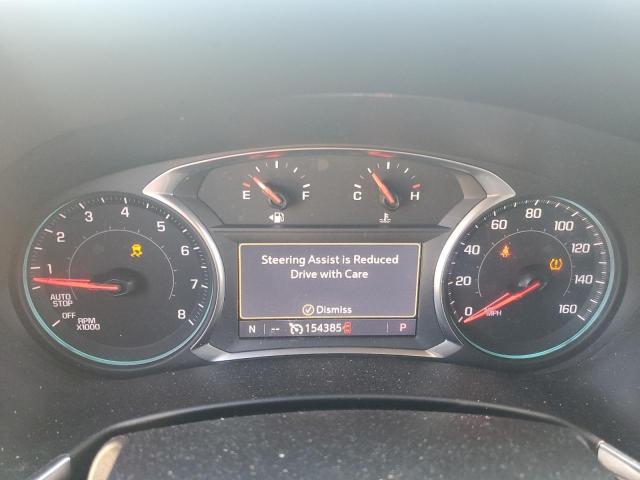 E F
C H
1 2 3 4 5 6 7 8
AUTO
STOP
OFF
RPM
X1000
Steering Assist is Reduced
Drive with Care
Dismiss
N -- 154385 P
0 20 40 60 80 100 120 140 160
MPH